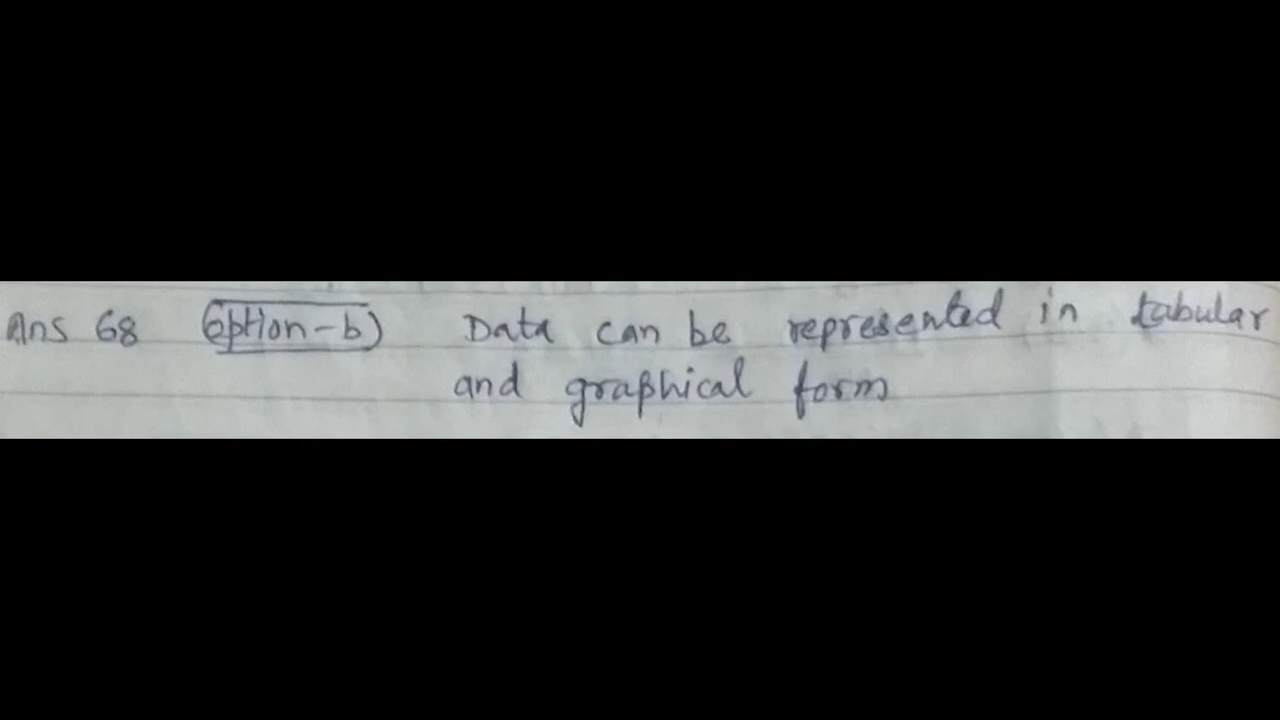 Ans 68 Option-b) Data can be represented in tabular
and graphical form